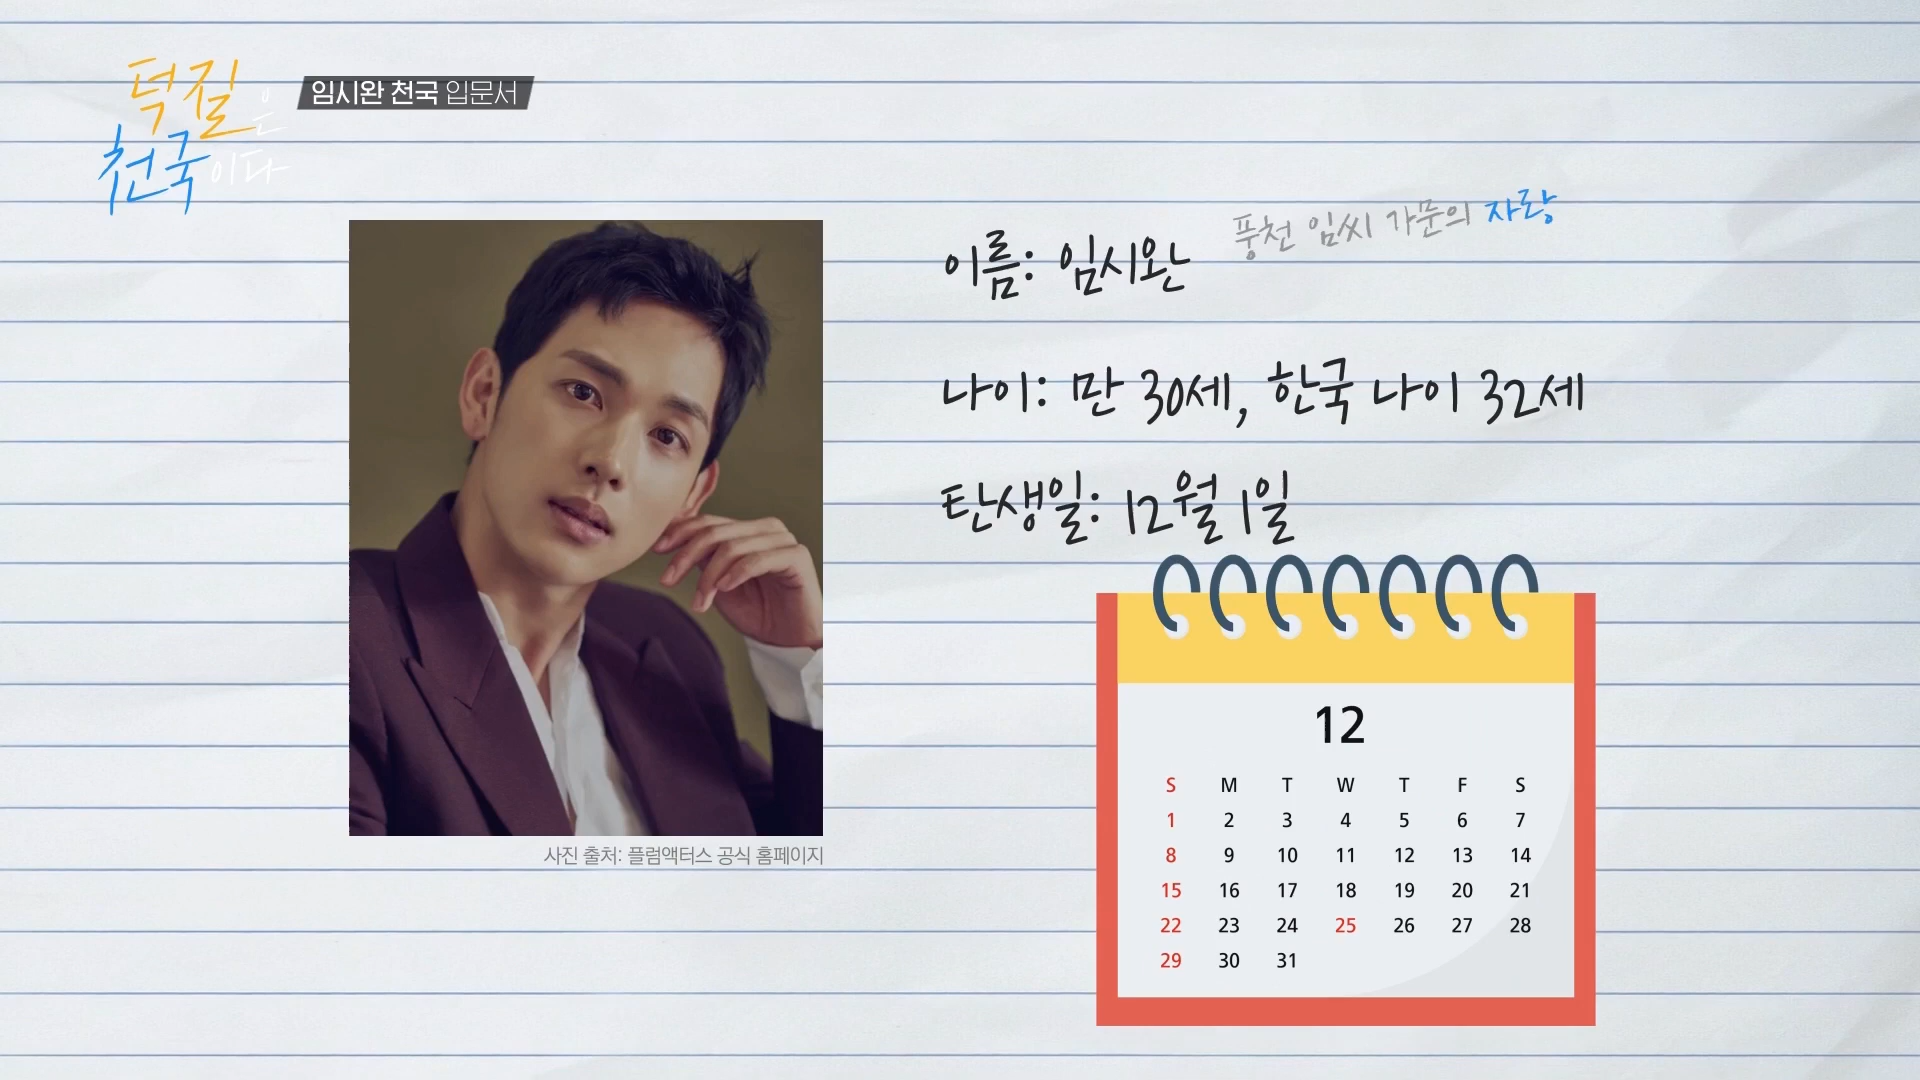 덕질은
천국이다
임시완 천국 입문서
이름: 임시완
풍천 임씨 가문의 자랑
나이: 만 30세, 한국 나이 32세
탄생일: 12월 1일
12
S M T W T F S
1 2 3 4 5 6 7
8 9 10 11 12 13 14
15 16 17 18 19 20 21
22 23 24 25 26 27 28
29 30 31
사진 출처: 플럼액터스 공식 홈페이지